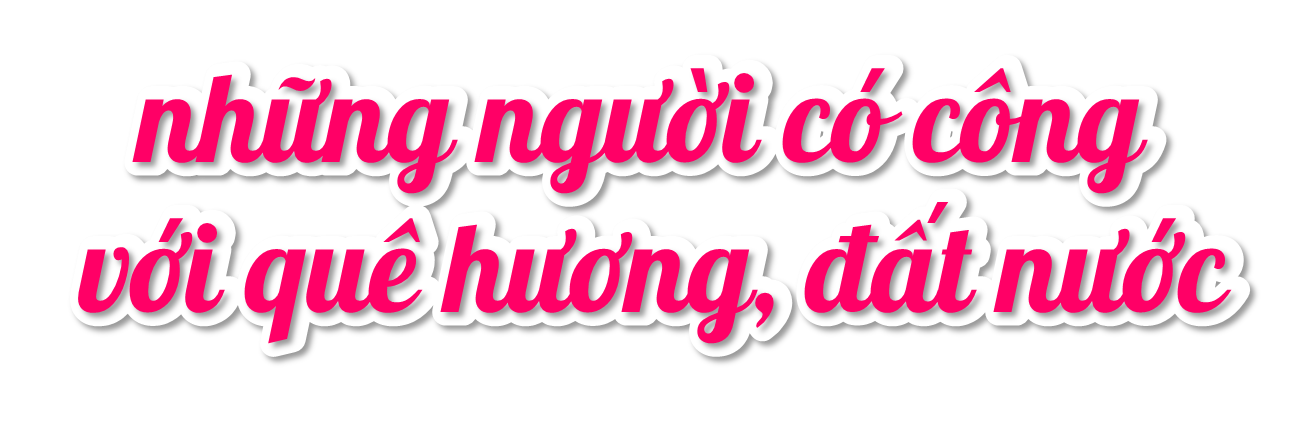 những người có công
với quê hương, đất nước